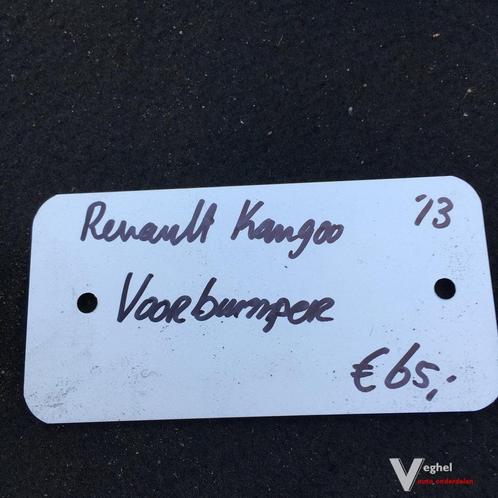 Renault Kangoo '13
Voorbumper
€65,-
Veghel
auto onderdelen